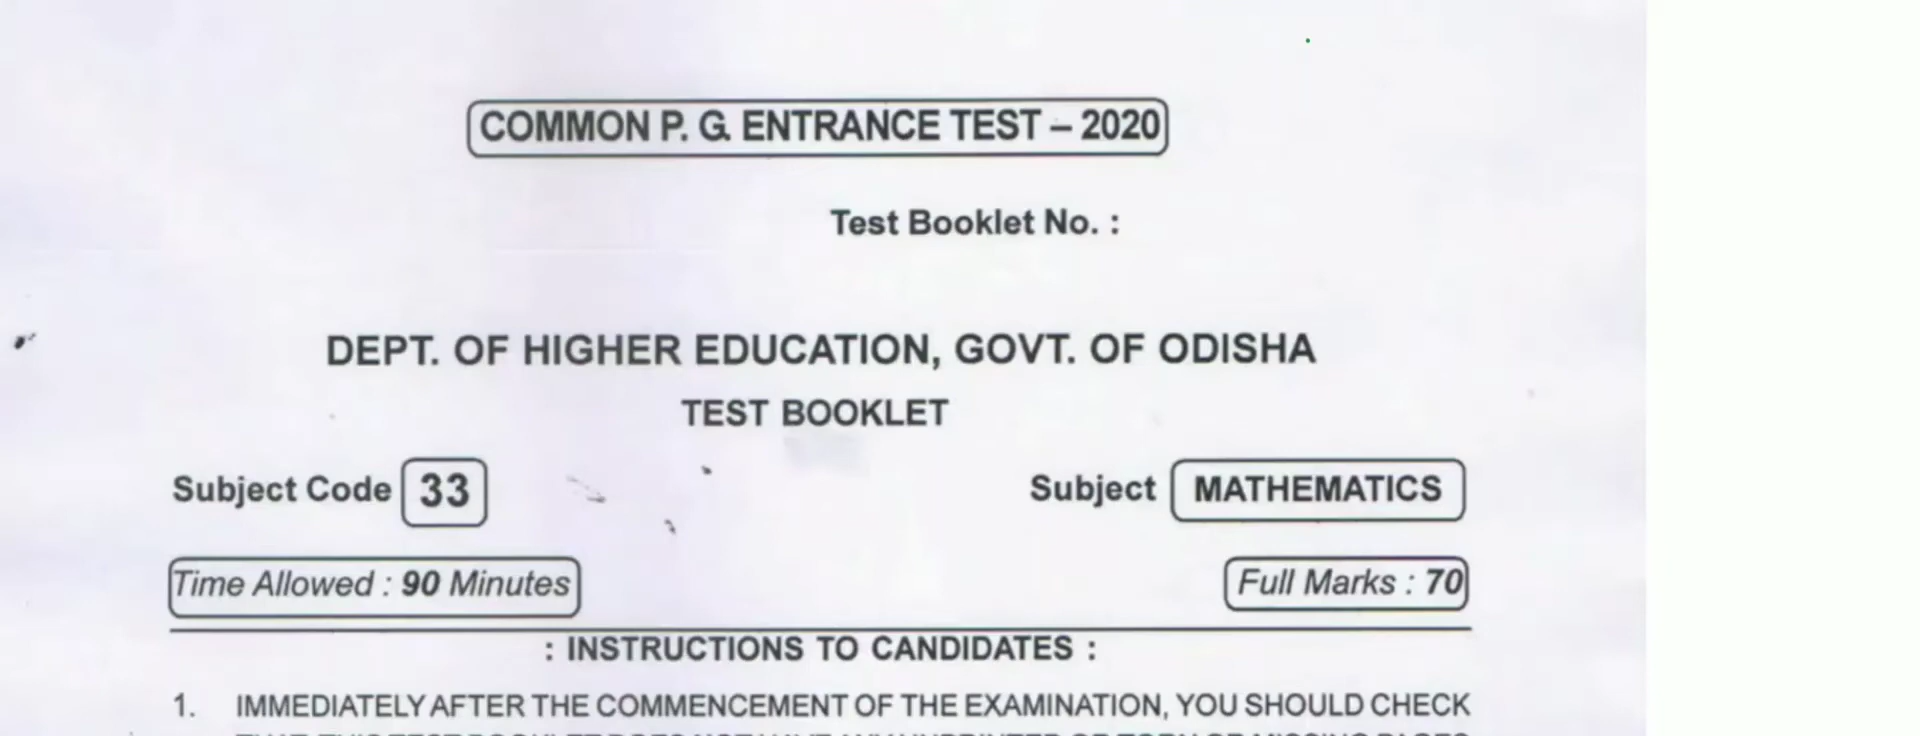 COMMON P. G. ENTRANCE TEST – 2020
Test Booklet No. :
DEPT. OF HIGHER EDUCATION, GOVT. OF ODISHA
TEST BOOKLET
Subject Code 33 Subject MATHEMATICS
Time Allowed : 90 Minutes Full Marks : 70
: INSTRUCTIONS TO CANDIDATES :
1. IMMEDIATELY AFTER THE COMMENCEMENT OF THE EXAMINATION, YOU SHOULD CHECK